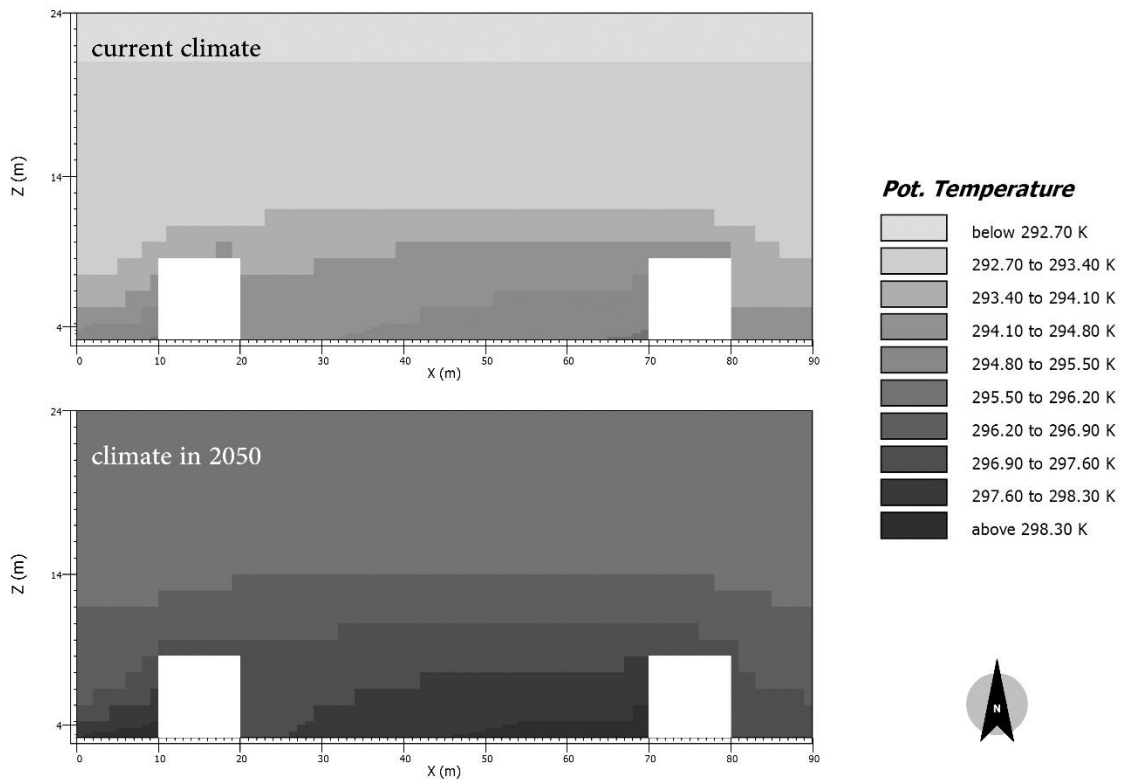 current climate
24
14
4
Z (m)
0 10 20 30 40 50 60 70 80 90
X (m)
climate in 2050
24
14
4
Z (m)
0 10 20 30 40 50 60 70 80 90
X (m)
Pot. Temperature
below 292.70 K
292.70 to 293.40 K
293.40 to 294.10 K
294.10 to 294.80 K
294.80 to 295.50 K
295.50 to 296.20 K
296.20 to 296.90 K
296.90 to 297.60 K
297.60 to 298.30 K
above 298.30 K
N